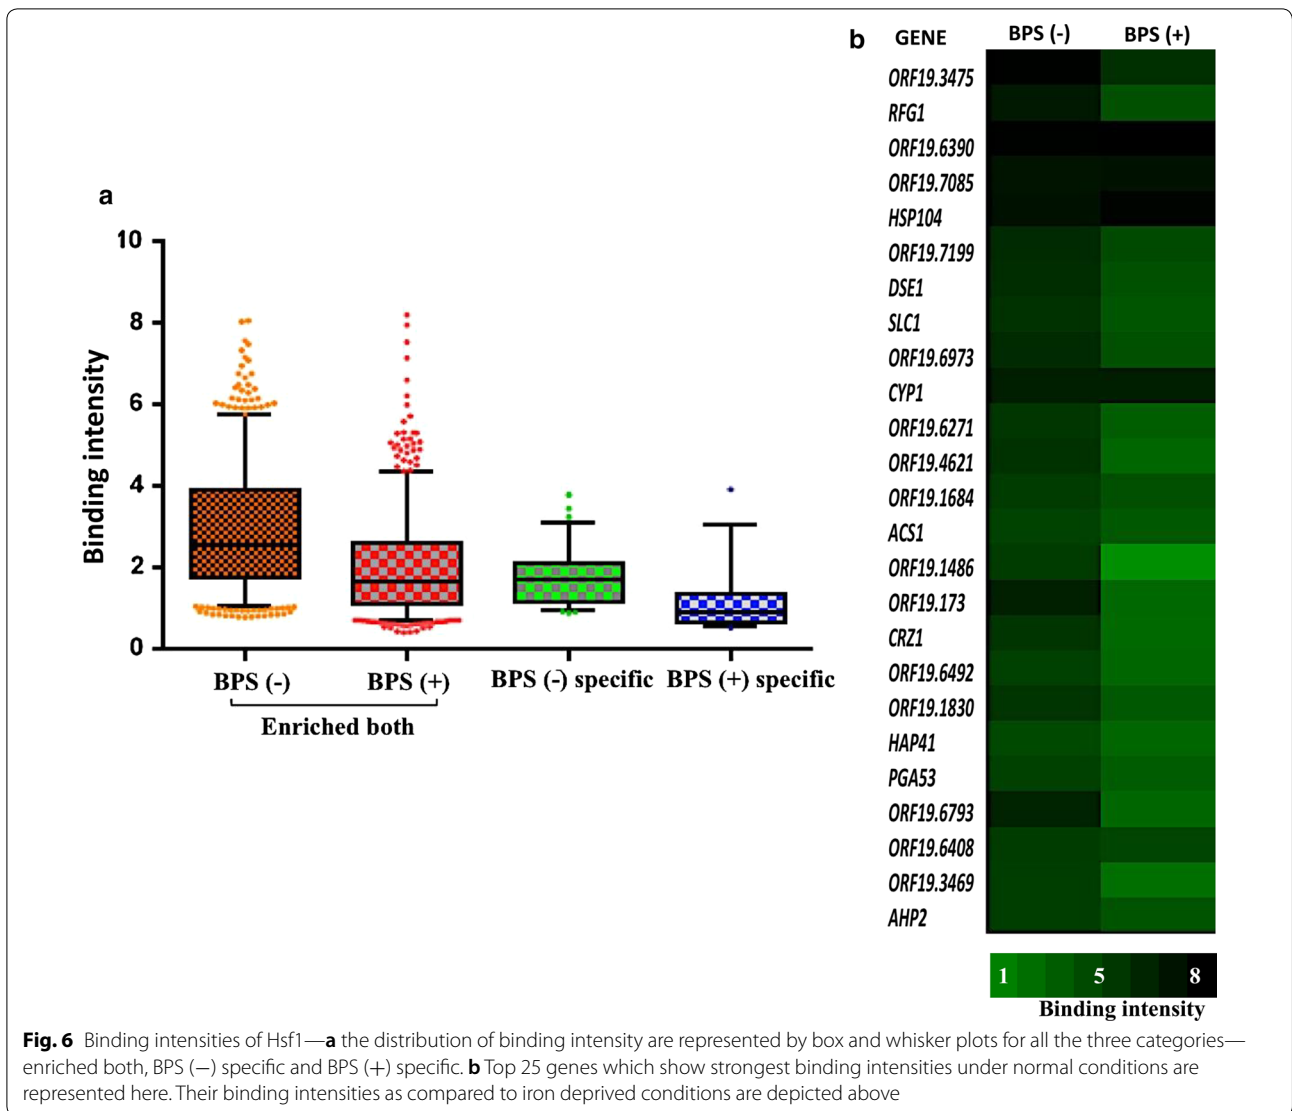 a
10
8
6
4
2
0
Binding intensity
BPS (-) BPS (+) BPS (-) specific BPS (+) specific
Enriched both
b GENE BPS (-) BPS (+)
ORF19.3475
RFG1
ORF19.6390
ORF19.7085
HSP104
ORF19.7199
DSE1
SLC1
ORF19.6973
CYP1
ORF19.6271
ORF19.4621
ORF19.1684
ACS1
ORF19.1486
ORF19.173
CRZ1
ORF19.6492
ORF19.1830
HAP41
PGA53
ORF19.6793
ORF19.6408
ORF19.3469
AHP2
1 5 8
Binding intensity
Fig. 6 Binding intensities of Hsf1—a the distribution of binding intensity are represented by box and whisker plots for all the three categories—
enriched both, BPS (−) specific and BPS (+) specific. b Top 25 genes which show strongest binding intensities under normal conditions are
represented here. Their binding intensities as compared to iron deprived conditions are depicted above